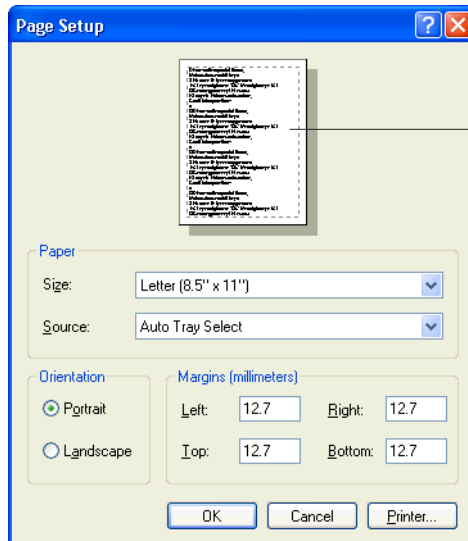 Page Setup
Paper
Size: Letter (8.5" x 11")
Source: Auto Tray Select
Orientation
Portrait
Landscape
Margins (millimeters)
Left: 12.7 Right: 12.7
Top: 12.7 Bottom: 12.7
OK Cancel Printer...